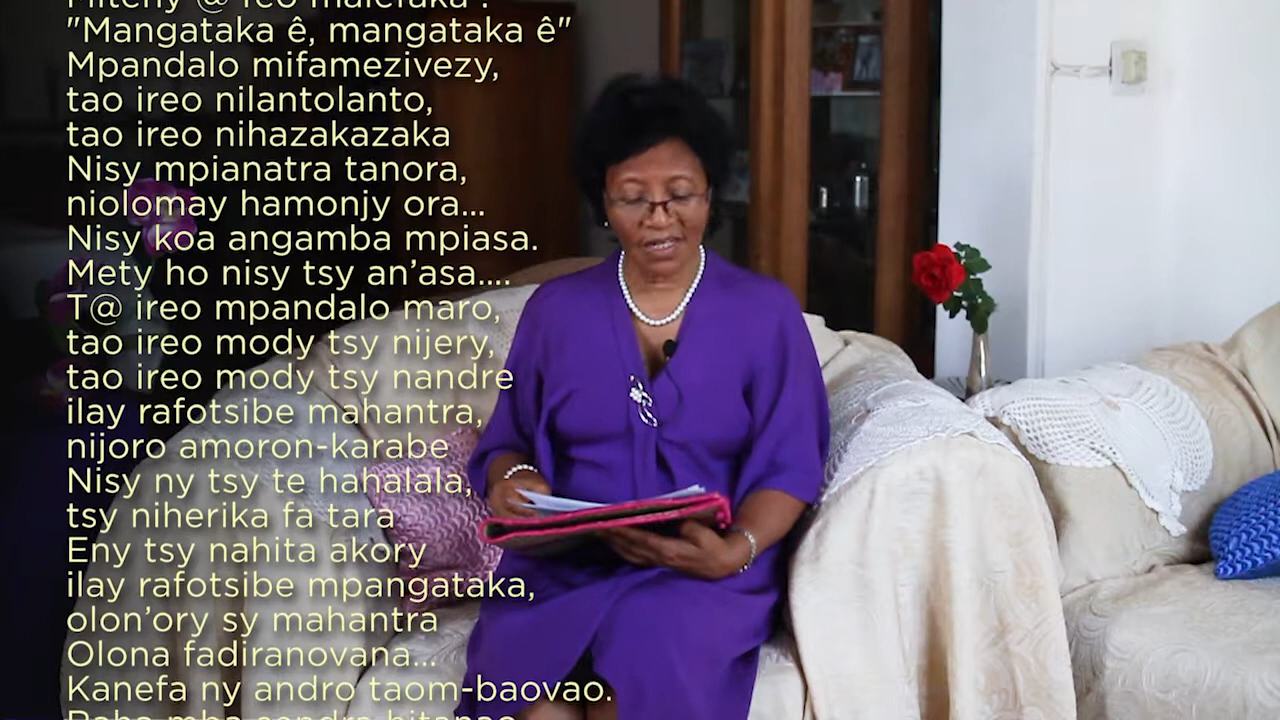 Miteny @ feo malefaka :
"Mangataka ê, mangataka ê"
Mpandalo mifamezivezy,
tao ireo nilantolanto,
tao ireo nihazakazaka
Nisy mpianatra tanora,
niolomay hamonjy ora...
Nisy koa angamba mpiasa.
Mety ho nisy tsy an’asa....
T@ ireo mpandalo maro,
tao ireo mody tsy nijery,
tao ireo mody tsy nandre
ilay rafotsibe mahantra,
nijoro amoron-karabe
Nisy ny tsy te hahalala,
tsy niherika fa tara
Eny tsy nahita akory
ilay rafotsibe mpangataka,
olon’ory sy mahantra
Olona fadiranovana...
Kanefa ny andro taom-baovao.